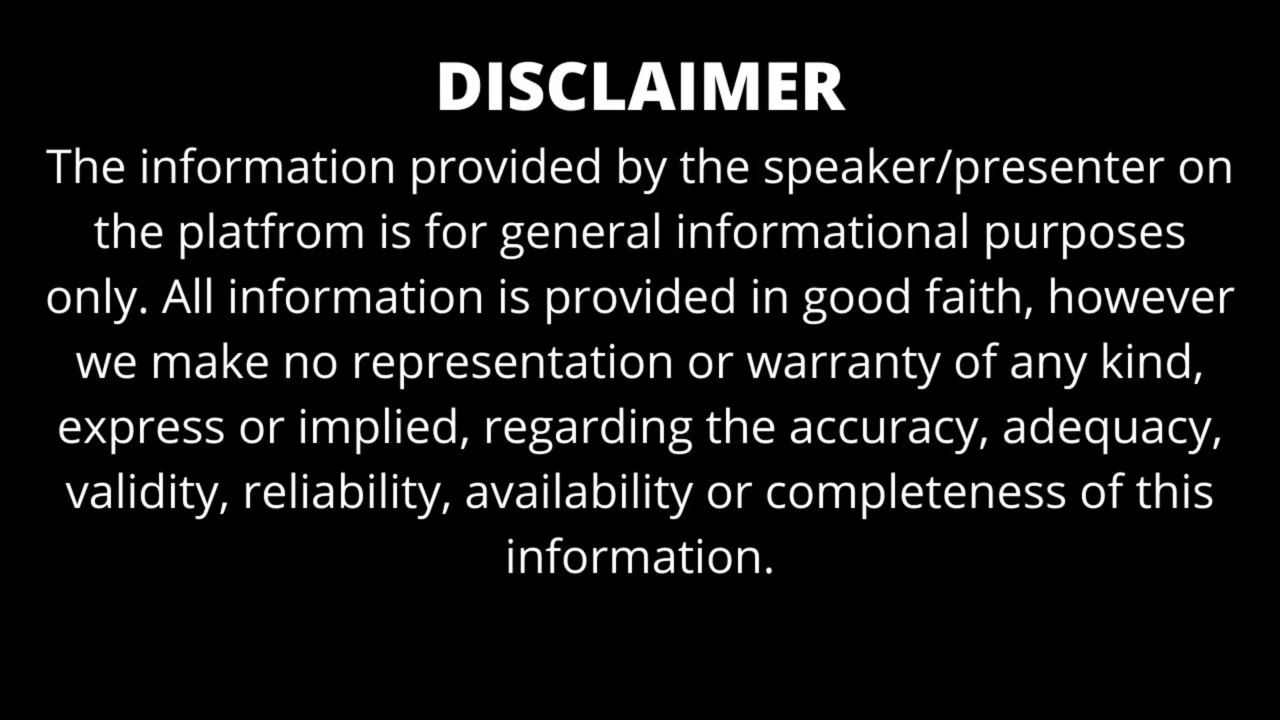 DISCLAIMER
The information provided by the speaker/presenter on
the platfrom is for general informational purposes
only. All information is provided in good faith, however
we make no representation or warranty of any kind,
express or implied, regarding the accuracy, adequacy,
validity, reliability, availability or completeness of this
information.